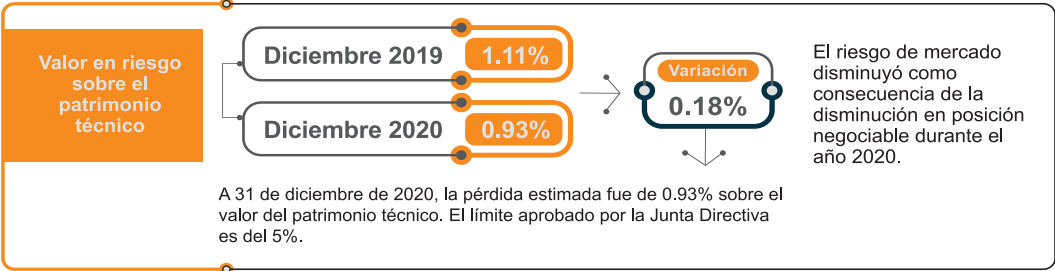 Valor en riesgo
sobre el
patrimonio
técnico
Diciembre 2019 1.11%
Diciembre 2020 0.93%
Variación
0.18%
El riesgo de mercado
disminuyó como
consecuencia de la
disminución en posición
negociable durante el
año 2020.
A 31 de diciembre de 2020, la pérdida estimada fue de 0.93% sobre el
valor del patrimonio técnico. El límite aprobado por la Junta Directiva
es del 5%.